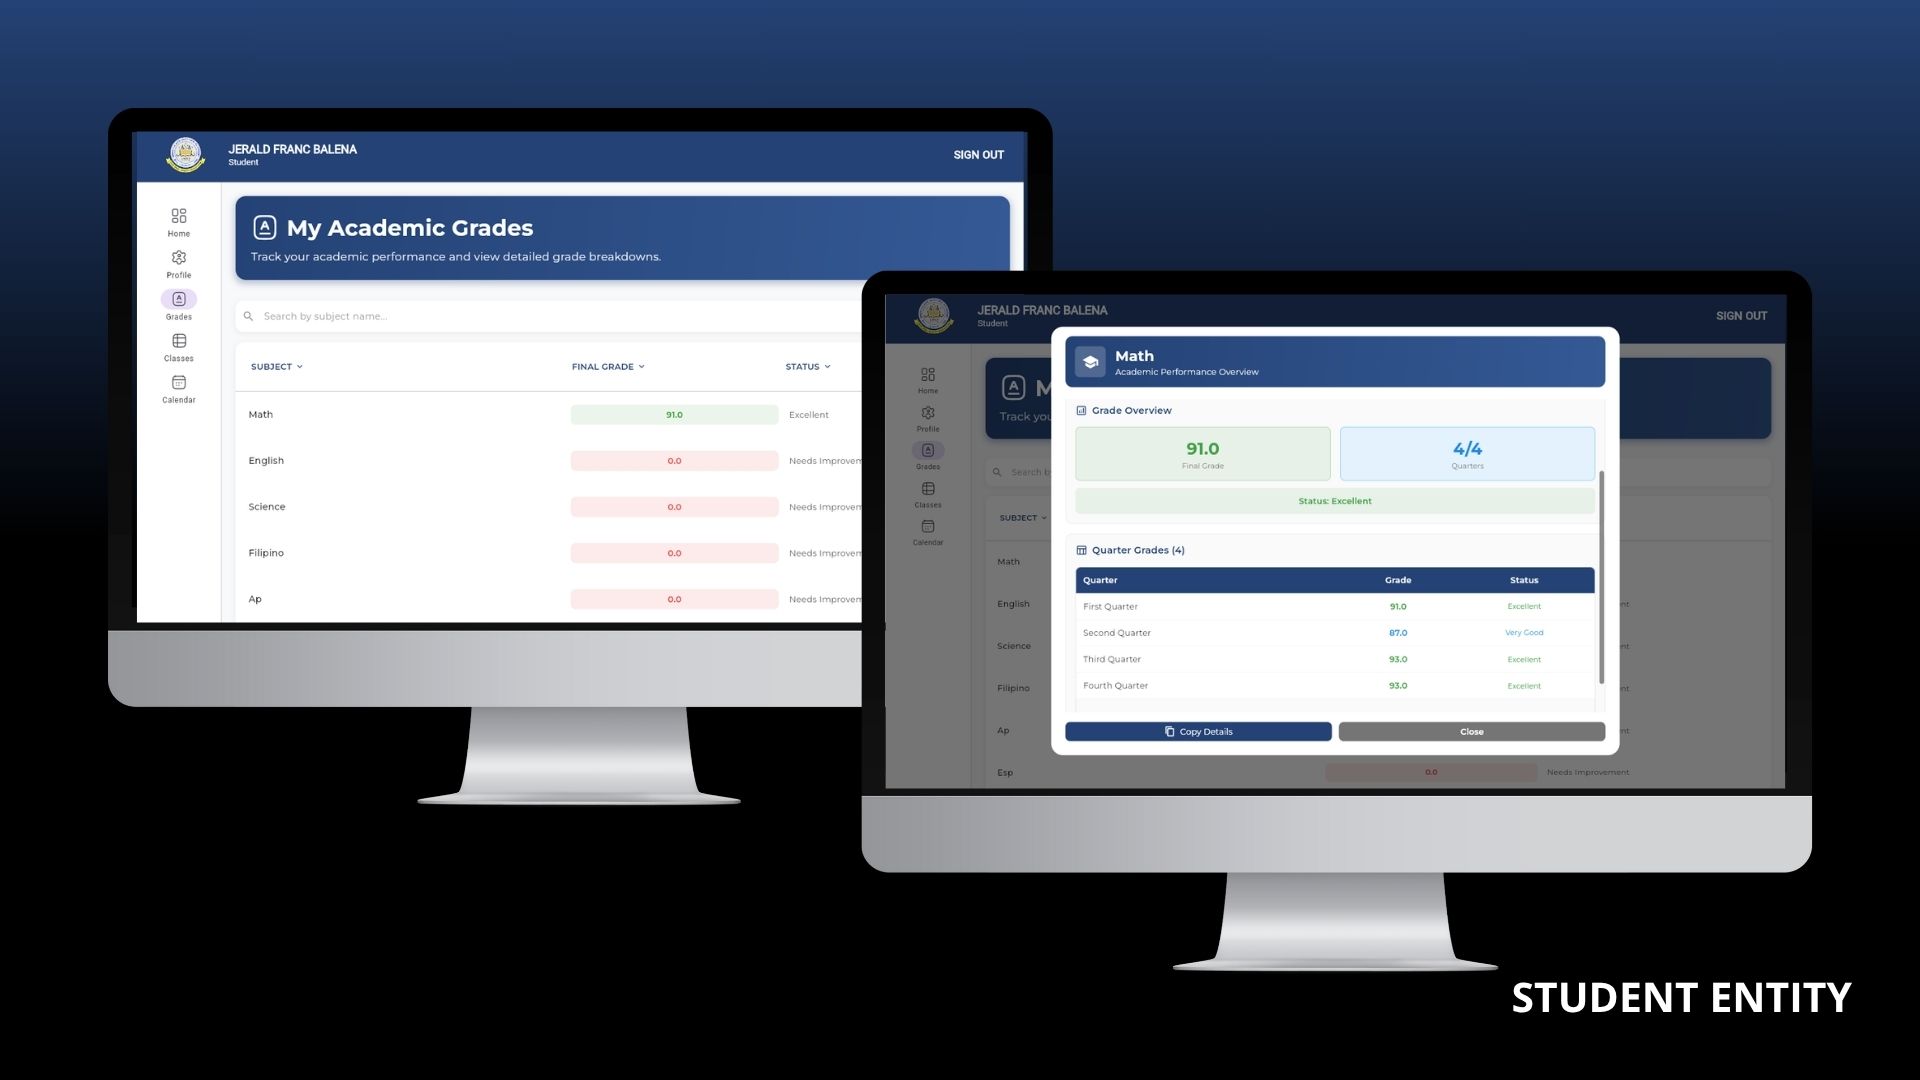 JERALD FRANC BALENA
Student
SIGN OUT
Home
Profile
Grades
Classes
Calendar
A My Academic Grades
Track your academic performance and view detailed grade breakdowns.
Search by subject name...
SUBJECT FINAL GRADE STATUS
Math 91.0 Excellent
English 0.0 Needs Improvem
Science 0.0 Needs Improvem
Filipino 0.0 Needs Improvem
Ap 0.0 Needs Improvem
JERALD FRANC BALENA
Student
SIGN OUT
Home
Profile
Grades
Classes
Calendar
A M
Track you
Search b
SUBJECT
Math
English nt
Science nt
Filipino nt
Ap nt
Esp 0.0 Needs Improvement
Math
Academic Performance Overview
Grade Overview
91.0
Final Grade
4/4
Quarters
Status: Excellent
Quarter Grades (4)
Quarter Grade Status
First Quarter 91.0 Excellent
Second Quarter 87.0 Very Good
Third Quarter 93.0 Excellent
Fourth Quarter 93.0 Excellent
Copy Details
Close
STUDENT ENTITY